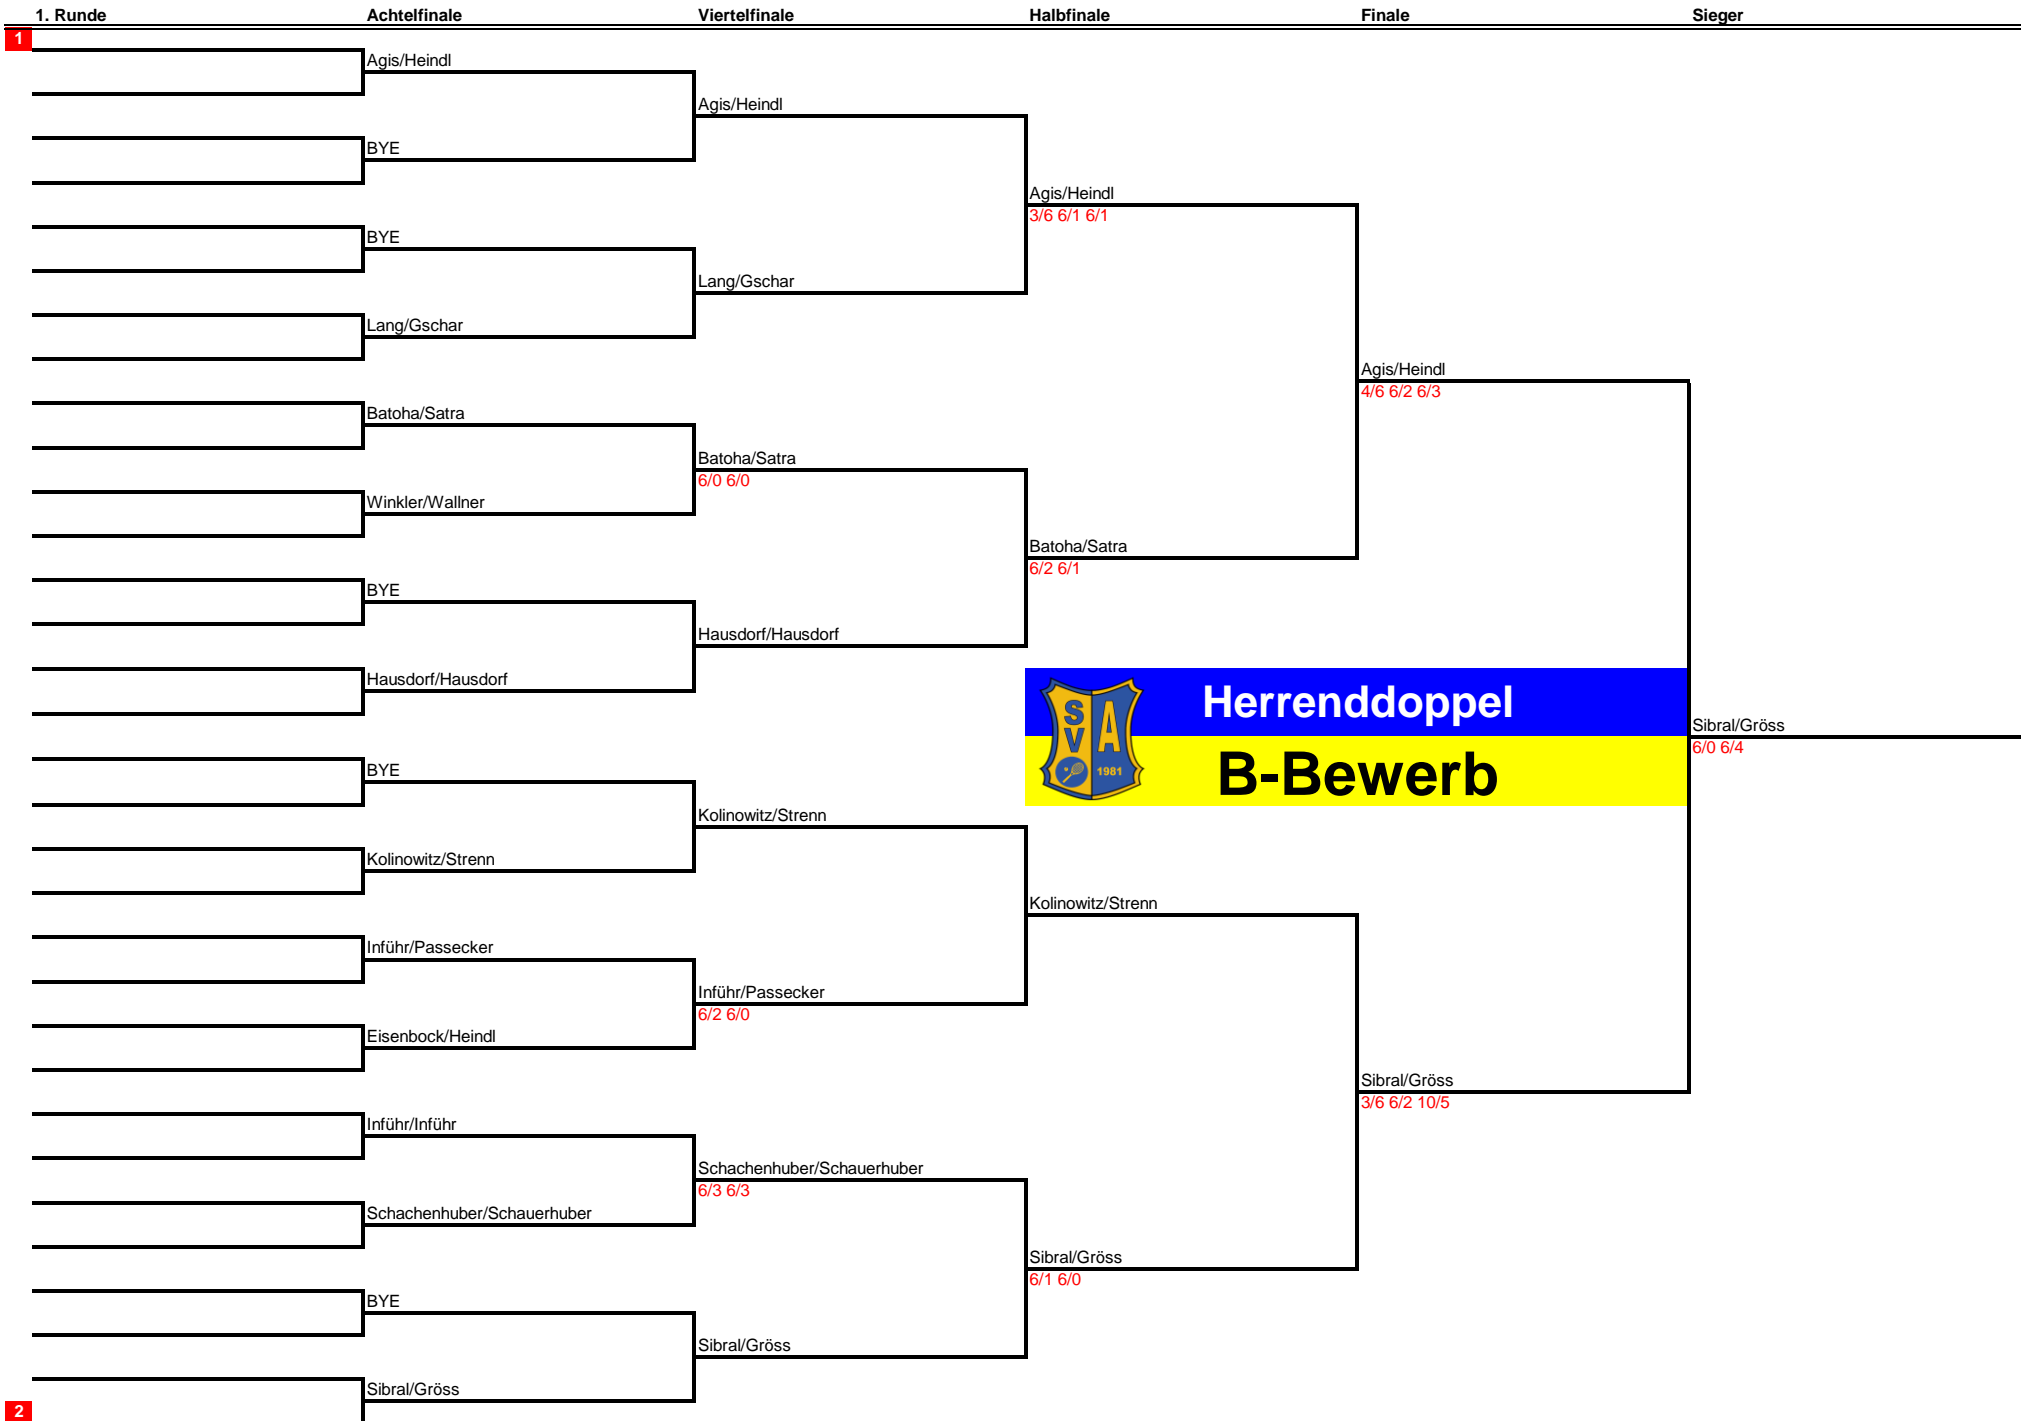 1. Runde Achtelfinale Viertelfinale Halbfinale Finale Sieger
1
Agis/Heindl
Agis/Heindl
BYE
Agis/Heindl
3/6 6/1 6/1
BYE
Lang/Gschar
Lang/Gschar
Agis/Heindl
4/6 6/2 6/3
Batoha/Satra
Batoha/Satra
6/0 6/0
Winkler/Wallner
Batoha/Satra
6/2 6/1
BYE
Hausdorf/Hausdorf
Hausdorf/Hausdorf
Herrenddoppel
SV A 1981
B-Bewerb
Sibral/Gröss
6/0 6/4
BYE
Kolinowitz/Strenn
Kolinowitz/Strenn
Kolinowitz/Strenn
Inführ/Passecker
Inführ/Passecker
6/2 6/0
Eisenbock/Heindl
Sibral/Gröss
3/6 6/2 10/5
Inführ/Inführ
Schachenhuber/Schauerhuber
6/3 6/3
Schachenhuber/Schauerhuber
Sibral/Gröss
6/1 6/0
BYE
Sibral/Gröss
Sibral/Gröss
2